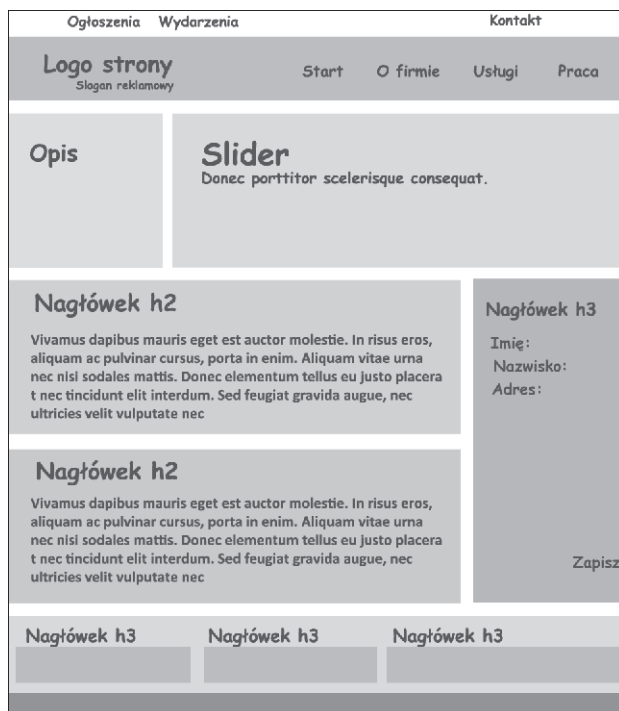 Ogłoszenia Wydarzenia Kontakt
Logo strony
Slogan reklamowy
Start O firmie Usługi Praca
Opis
Slider
Donec porttitor scelerisque consequat.
Nagłówek h2
Vivamus dapibus mauris eget est auctor molestie. In risus eros,
aliquam ac pulvinar cursus, porta in enim. Aliquam vitae urna
nec nisl sodales mattis. Donec elementum tellus eu justo placera
t nec tincidunt elit interdum. Sed feugiat gravida augue, nec
ultricies velit vulputate nec
Nagłówek h3
Imię:
Nazwisko:
Adres:
Zapisz
Nagłówek h2
Vivamus dapibus mauris eget est auctor molestie. In risus eros,
aliquam ac pulvinar cursus, porta in enim. Aliquam vitae urna
nec nisl sodales mattis. Donec elementum tellus eu justo placera
t nec tincidunt elit interdum. Sed feugiat gravida augue, nec
ultricies velit vulputate nec
Nagłówek h3 Nagłówek h3 Nagłówek h3